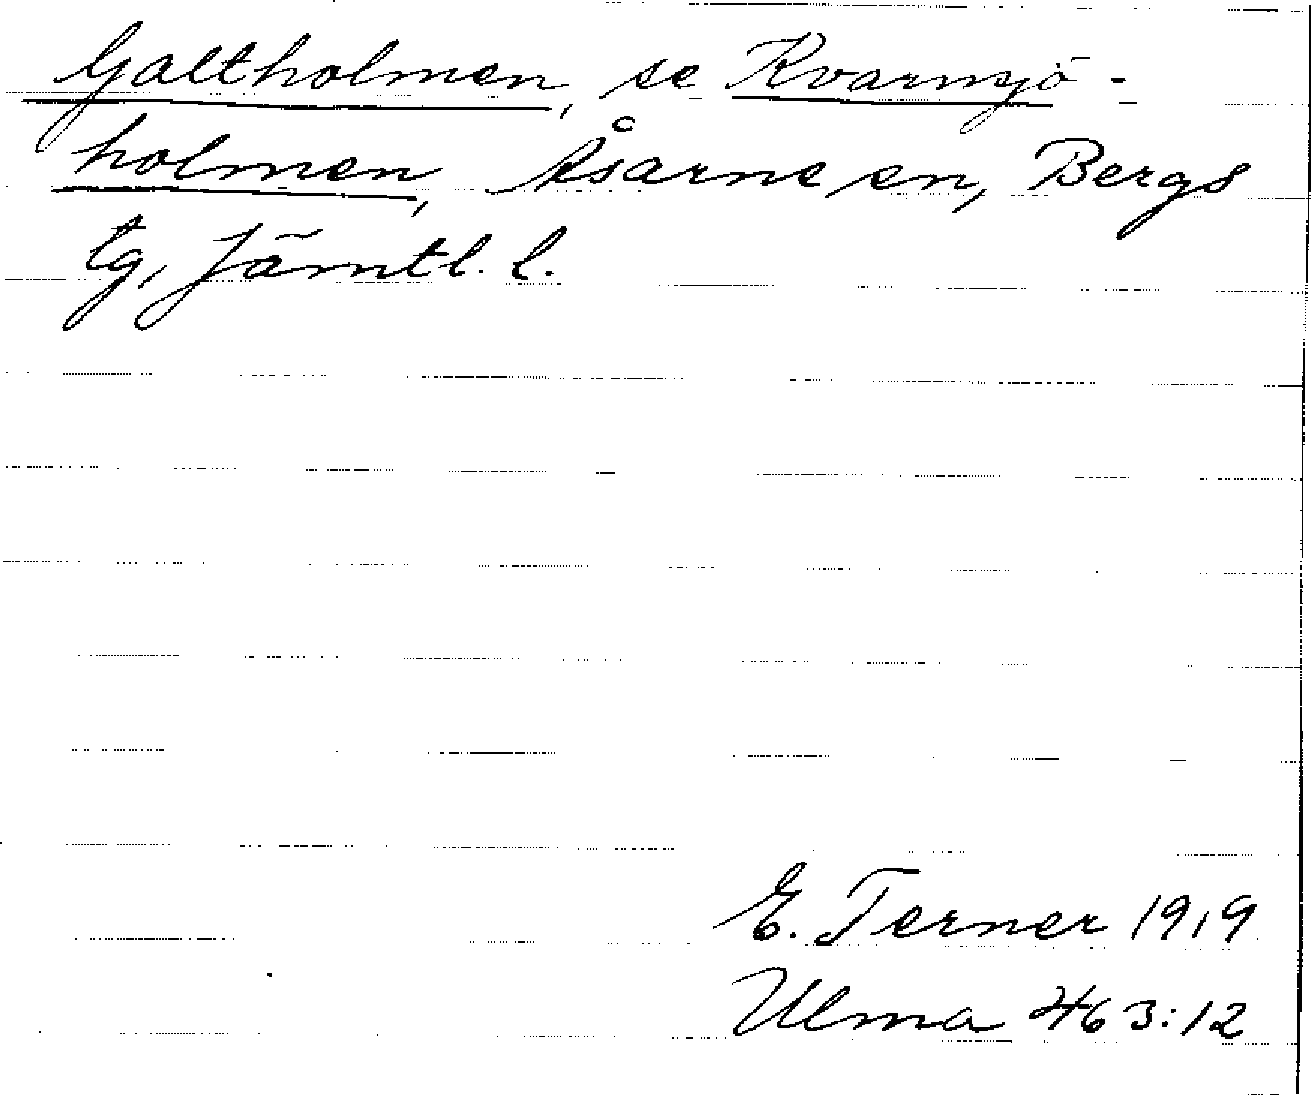 Galtholmen, se Kvarnsjö-
holmen, Åsarne sn, Bergs
tg, Jämtl. l.
E. Terner 1919
Ulma 463:12